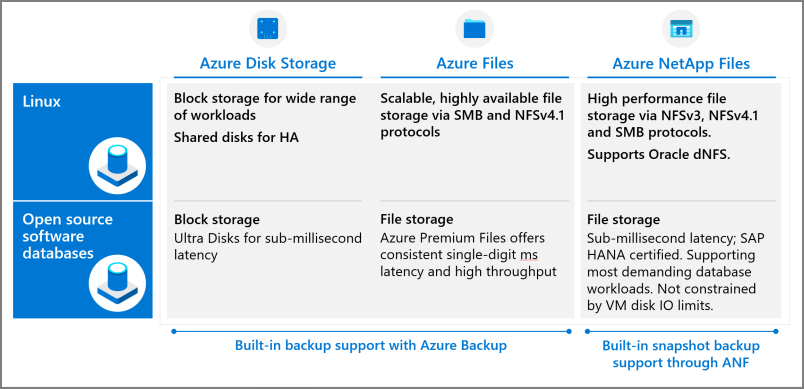 Azure Disk Storage
Azure Files
Azure NetApp Files
Linux
Block storage for wide range
of workloads
Shared disks for HA
Scalable, highly available file
storage via SMB and NFSv4.1
protocols
High performance file
storage via NFSv3, NFSv4.1
and SMB protocols.
Supports Oracle dNFS.
Open source
software
databases
Block storage
Ultra Disks for sub-millisecond
latency
File storage
Azure Premium Files offers
consistent single-digit ms
latency and high throughput
File storage
Sub-millisecond latency; SAP
HANA certified. Supporting
most demanding database
workloads. Not constrained
by VM disk IO limits.
Built-in backup support with Azure Backup
Built-in snapshot backup
support through ANF